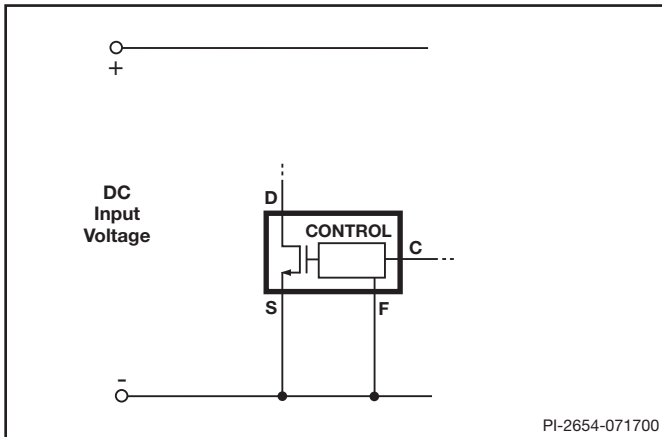 +
DC
Input
Voltage
D
CONTROL
C
S
F
-
PI-2654-071700